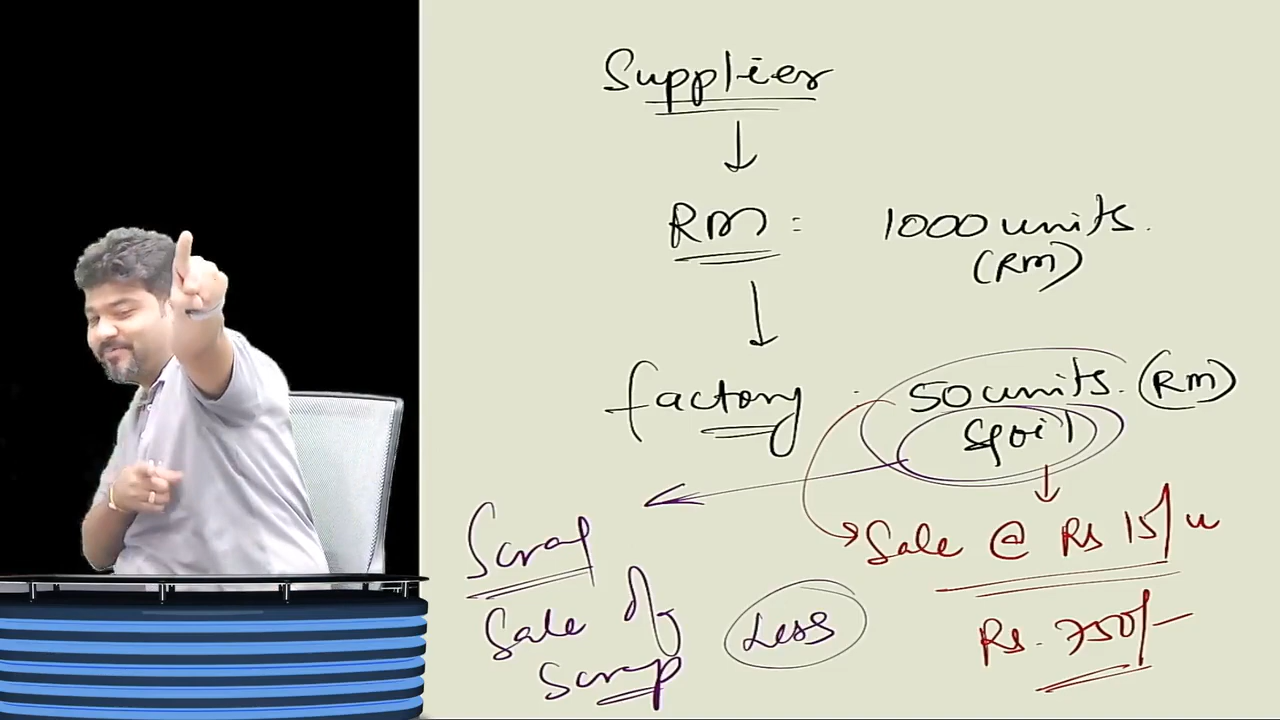 Supplier
RM : 1000 units.
(RM)
factory . 50 units. (RM)
Spoil
Sale @ Rs 15/u
Scrap
Sale of
Scrap
Less
Rs. 750/-